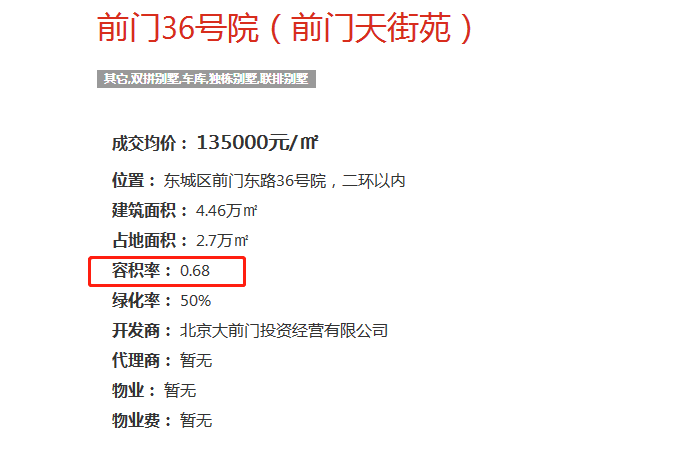 前门36号院（前门天街苑）
其它,双拼别墅,车库,独栋别墅,联排别墅
成交均价： 135000元/㎡
位置： 东城区前门东路36号院，二环以内
建筑面积： 4.46万㎡
占地面积： 2.7万㎡
容积率： 0.68
绿化率： 50%
开发商： 北京大前门投资经营有限公司
代理商： 暂无
物业： 暂无
物业费： 暂无